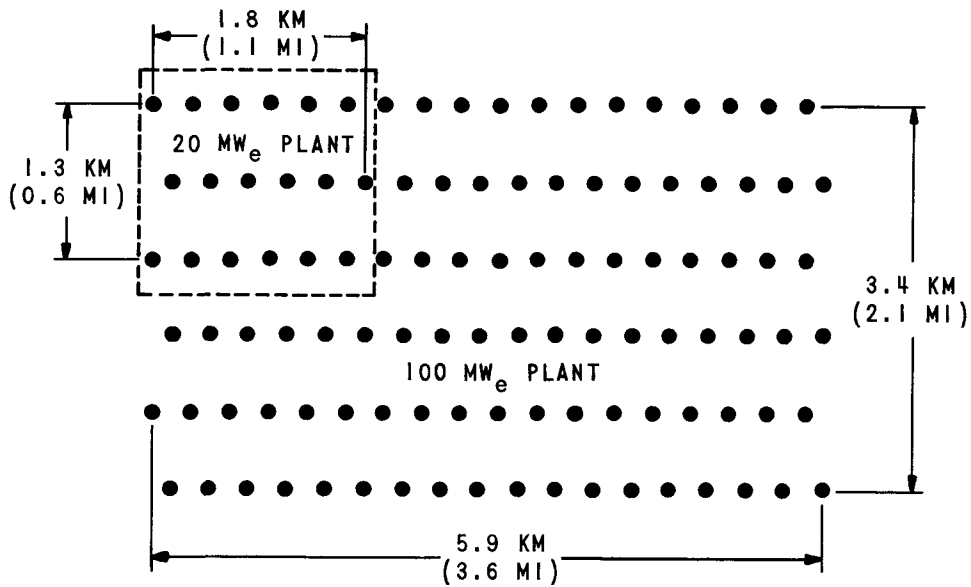 1.8 KM
(1.1 MI)
20 MWe PLANT
1.3 KM
(0.6 MI)
3.4 KM
(2.1 MI)
100 MWe PLANT
5.9 KM
(3.6 MI)